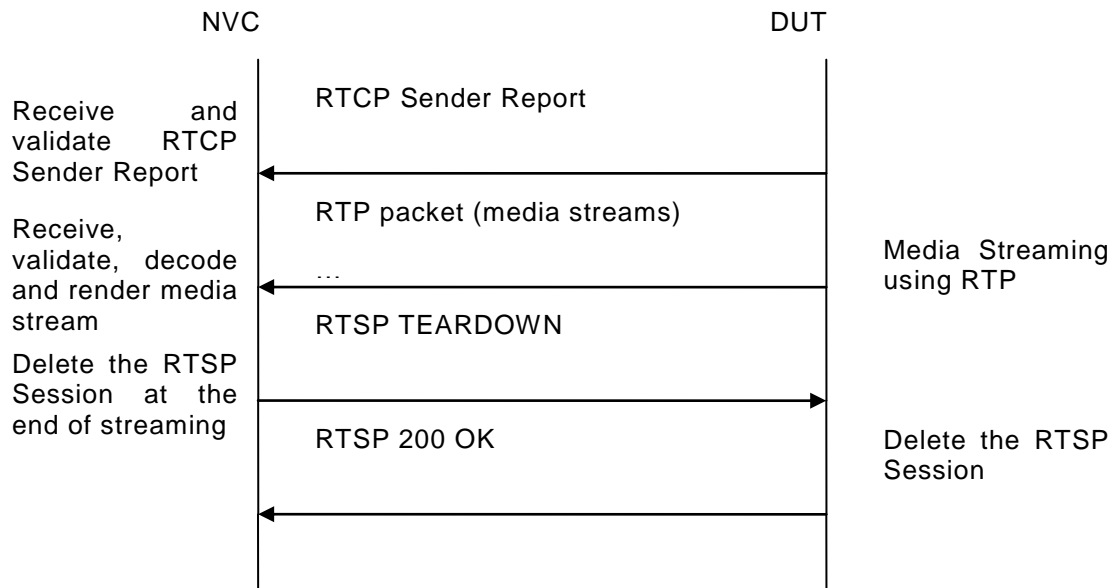 NVC DUT
RTCP Sender Report
Receive and
validate RTCP
Sender Report
RTP packet (media streams)
Receive,
validate, decode
and render media
stream
...
Media Streaming
using RTP
RTSP TEARDOWN
Delete the RTSP
Session at the
end of streaming
RTSP 200 OK
Delete the RTSP
Session